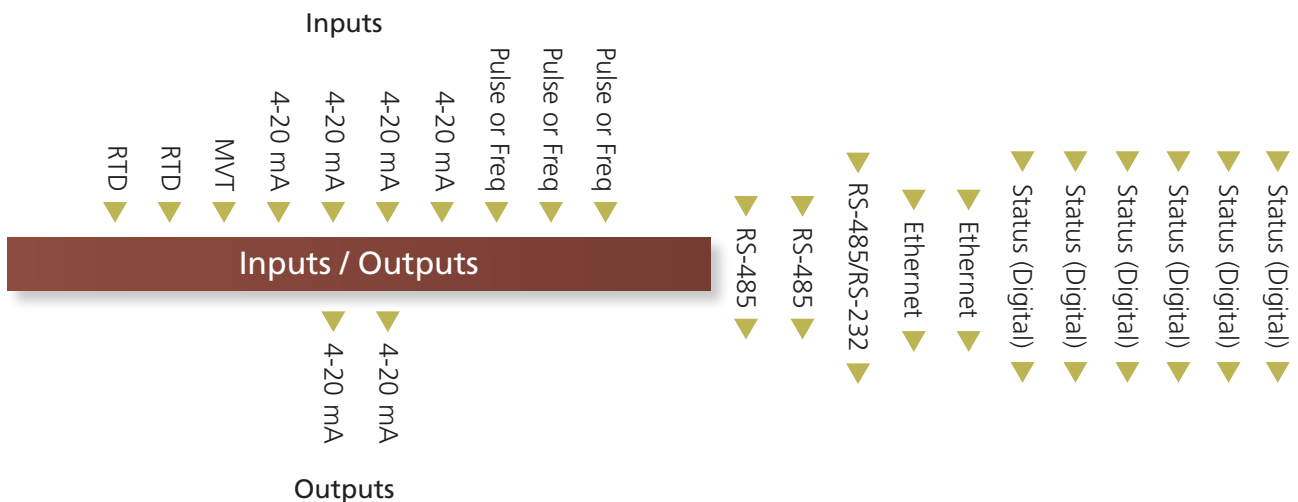 Inputs
RTD
RTD
MVT
4-20 mA
4-20 mA
4-20 mA
4-20 mA
Pulse or Freq
Pulse or Freq
Pulse or Freq
Inputs / Outputs
RS-485
RS-485
RS-485/RS-232
Ethernet
Ethernet
Status (Digital)
Status (Digital)
Status (Digital)
Status (Digital)
Status (Digital)
Status (Digital)
4-20 mA
4-20 mA
Outputs